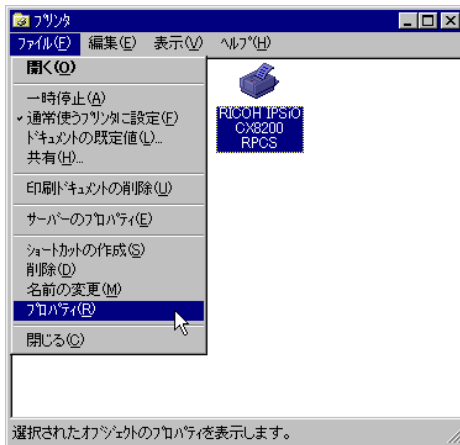 プリンタ
ファイル(F) 編集(E) 表示(V) ヘルプ(H)
開く(O)
一時停止(A)
通常使うプリンタに設定(F)
ドキュメントの既定値(L)...
共有(H)...
印刷ドキュメントの削除(U)
サーバーのプロパティ(E)
ショートカットの作成(S)
削除(D)
名前の変更(M)
プロパティ(R)
閉じる(C)
RICOH IPSiO
CX8200
RPCS
選択されたオブジェクトのプロパティを表示します。